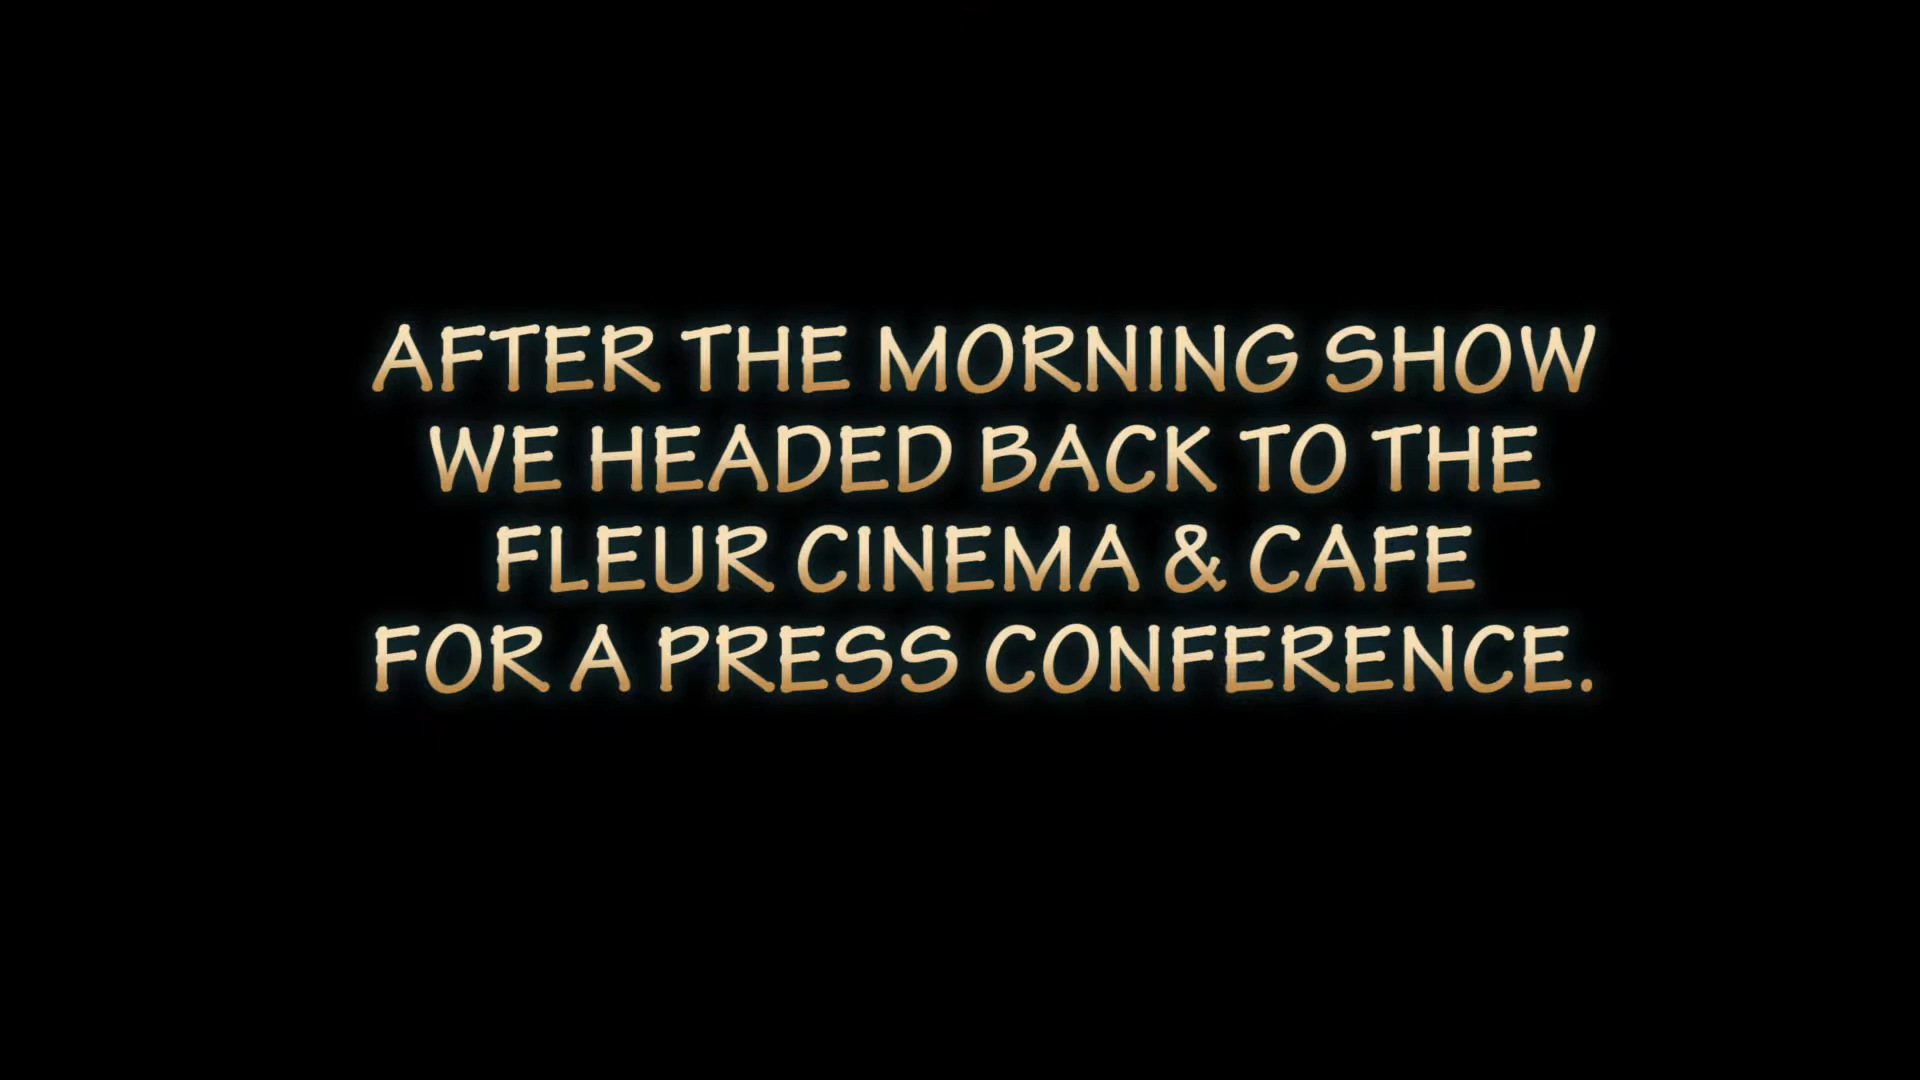 AFTER THE MORNING SHOW
WE HEADED BACK TO THE
FLEUR CINEMA & CAFE
FOR A PRESS CONFERENCE.